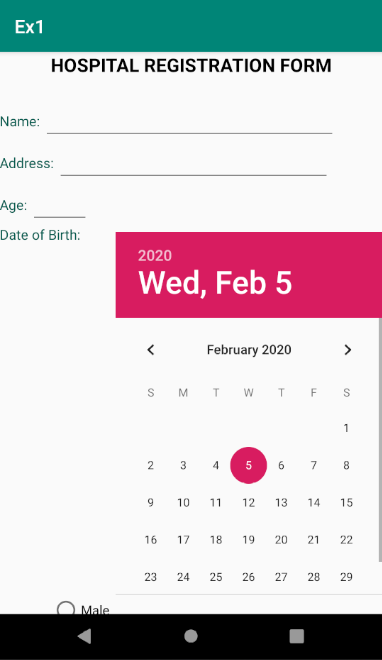 Ex1
HOSPITAL REGISTRATION FORM
Name:
Address:
Age:
Date of Birth:
2020
Wed, Feb 5
February 2020
S M T W T F S
1
2 3 4 5 6 7 8
9 10 11 12 13 14 15
16 17 18 19 20 21 22
23 24 25 26 27 28 29
Male